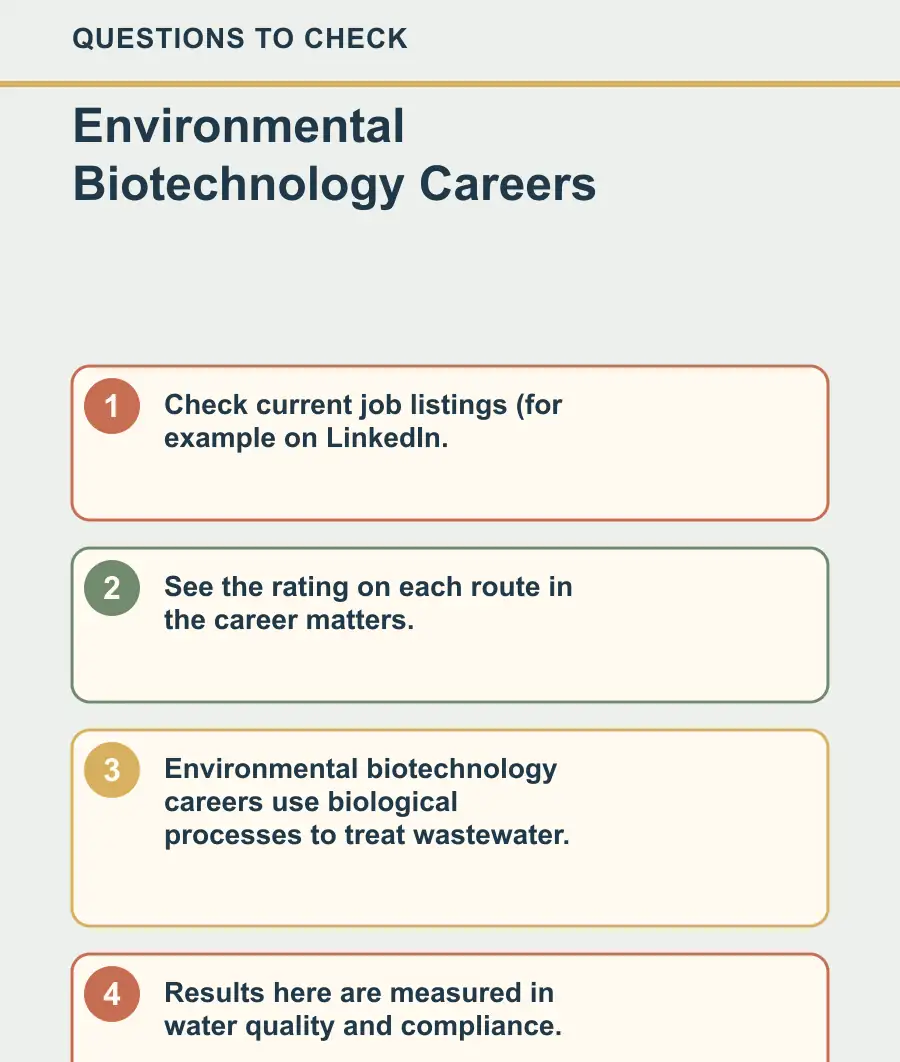 QUESTIONS TO CHECK
Environmental
Biotechnology Careers
1
Check current job listings (for
example on LinkedIn.
2
See the rating on each route in
the career matters.
3
Environmental biotechnology
careers use biological
processes to treat wastewater.
4
Results here are measured in
water quality and compliance.